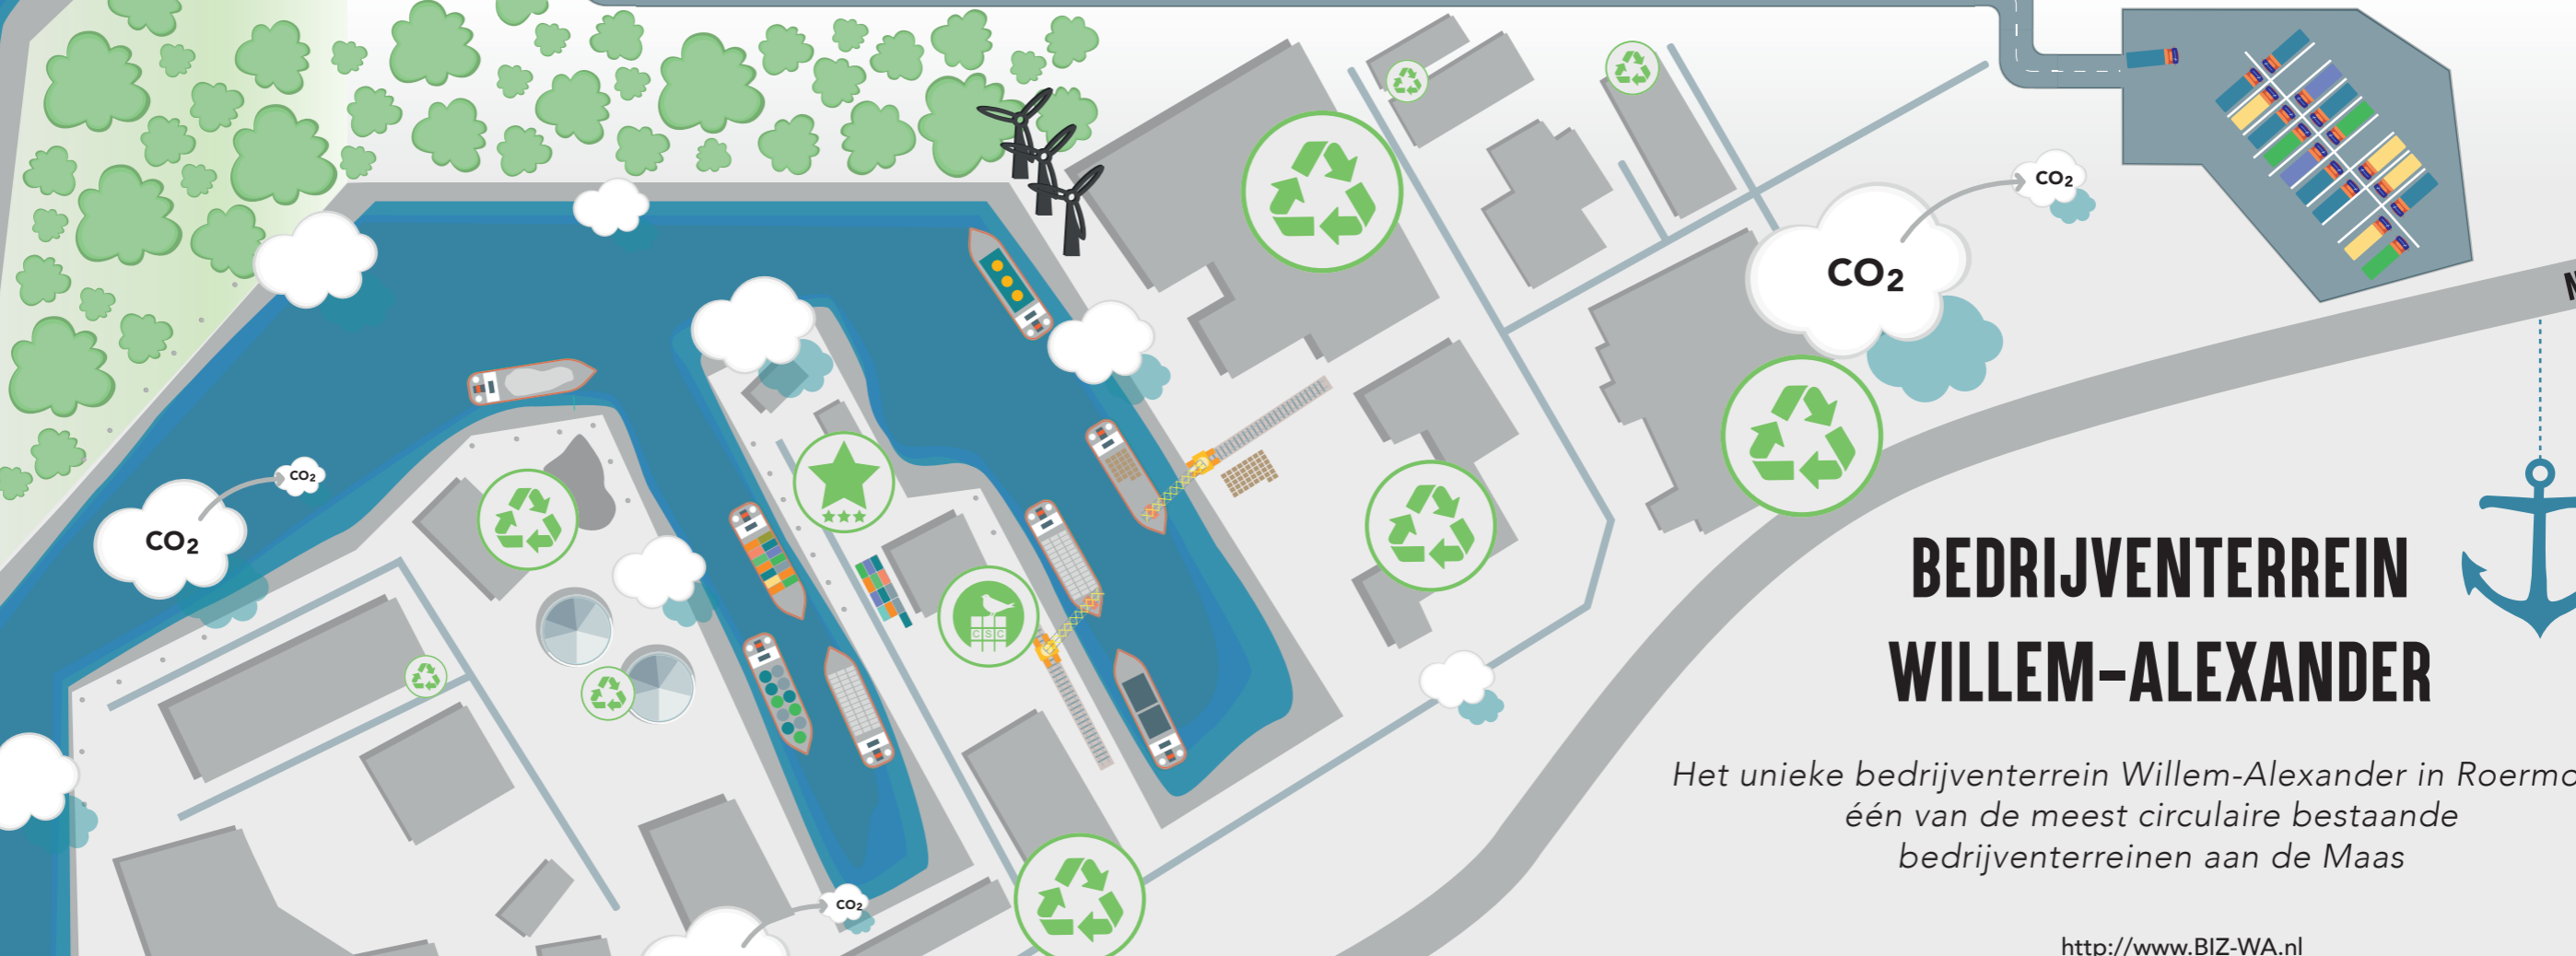 CO2
CO2
CO2
CO2
CSC
CO2
BEDRIJVENTERREIN
WILLEM-ALEXANDER
Het unieke bedrijventerrein Willem-Alexander in
één van de meest circulaire bestaande
bedrijventerreinen aan de Maas
http://www.BIZ-WA.nl